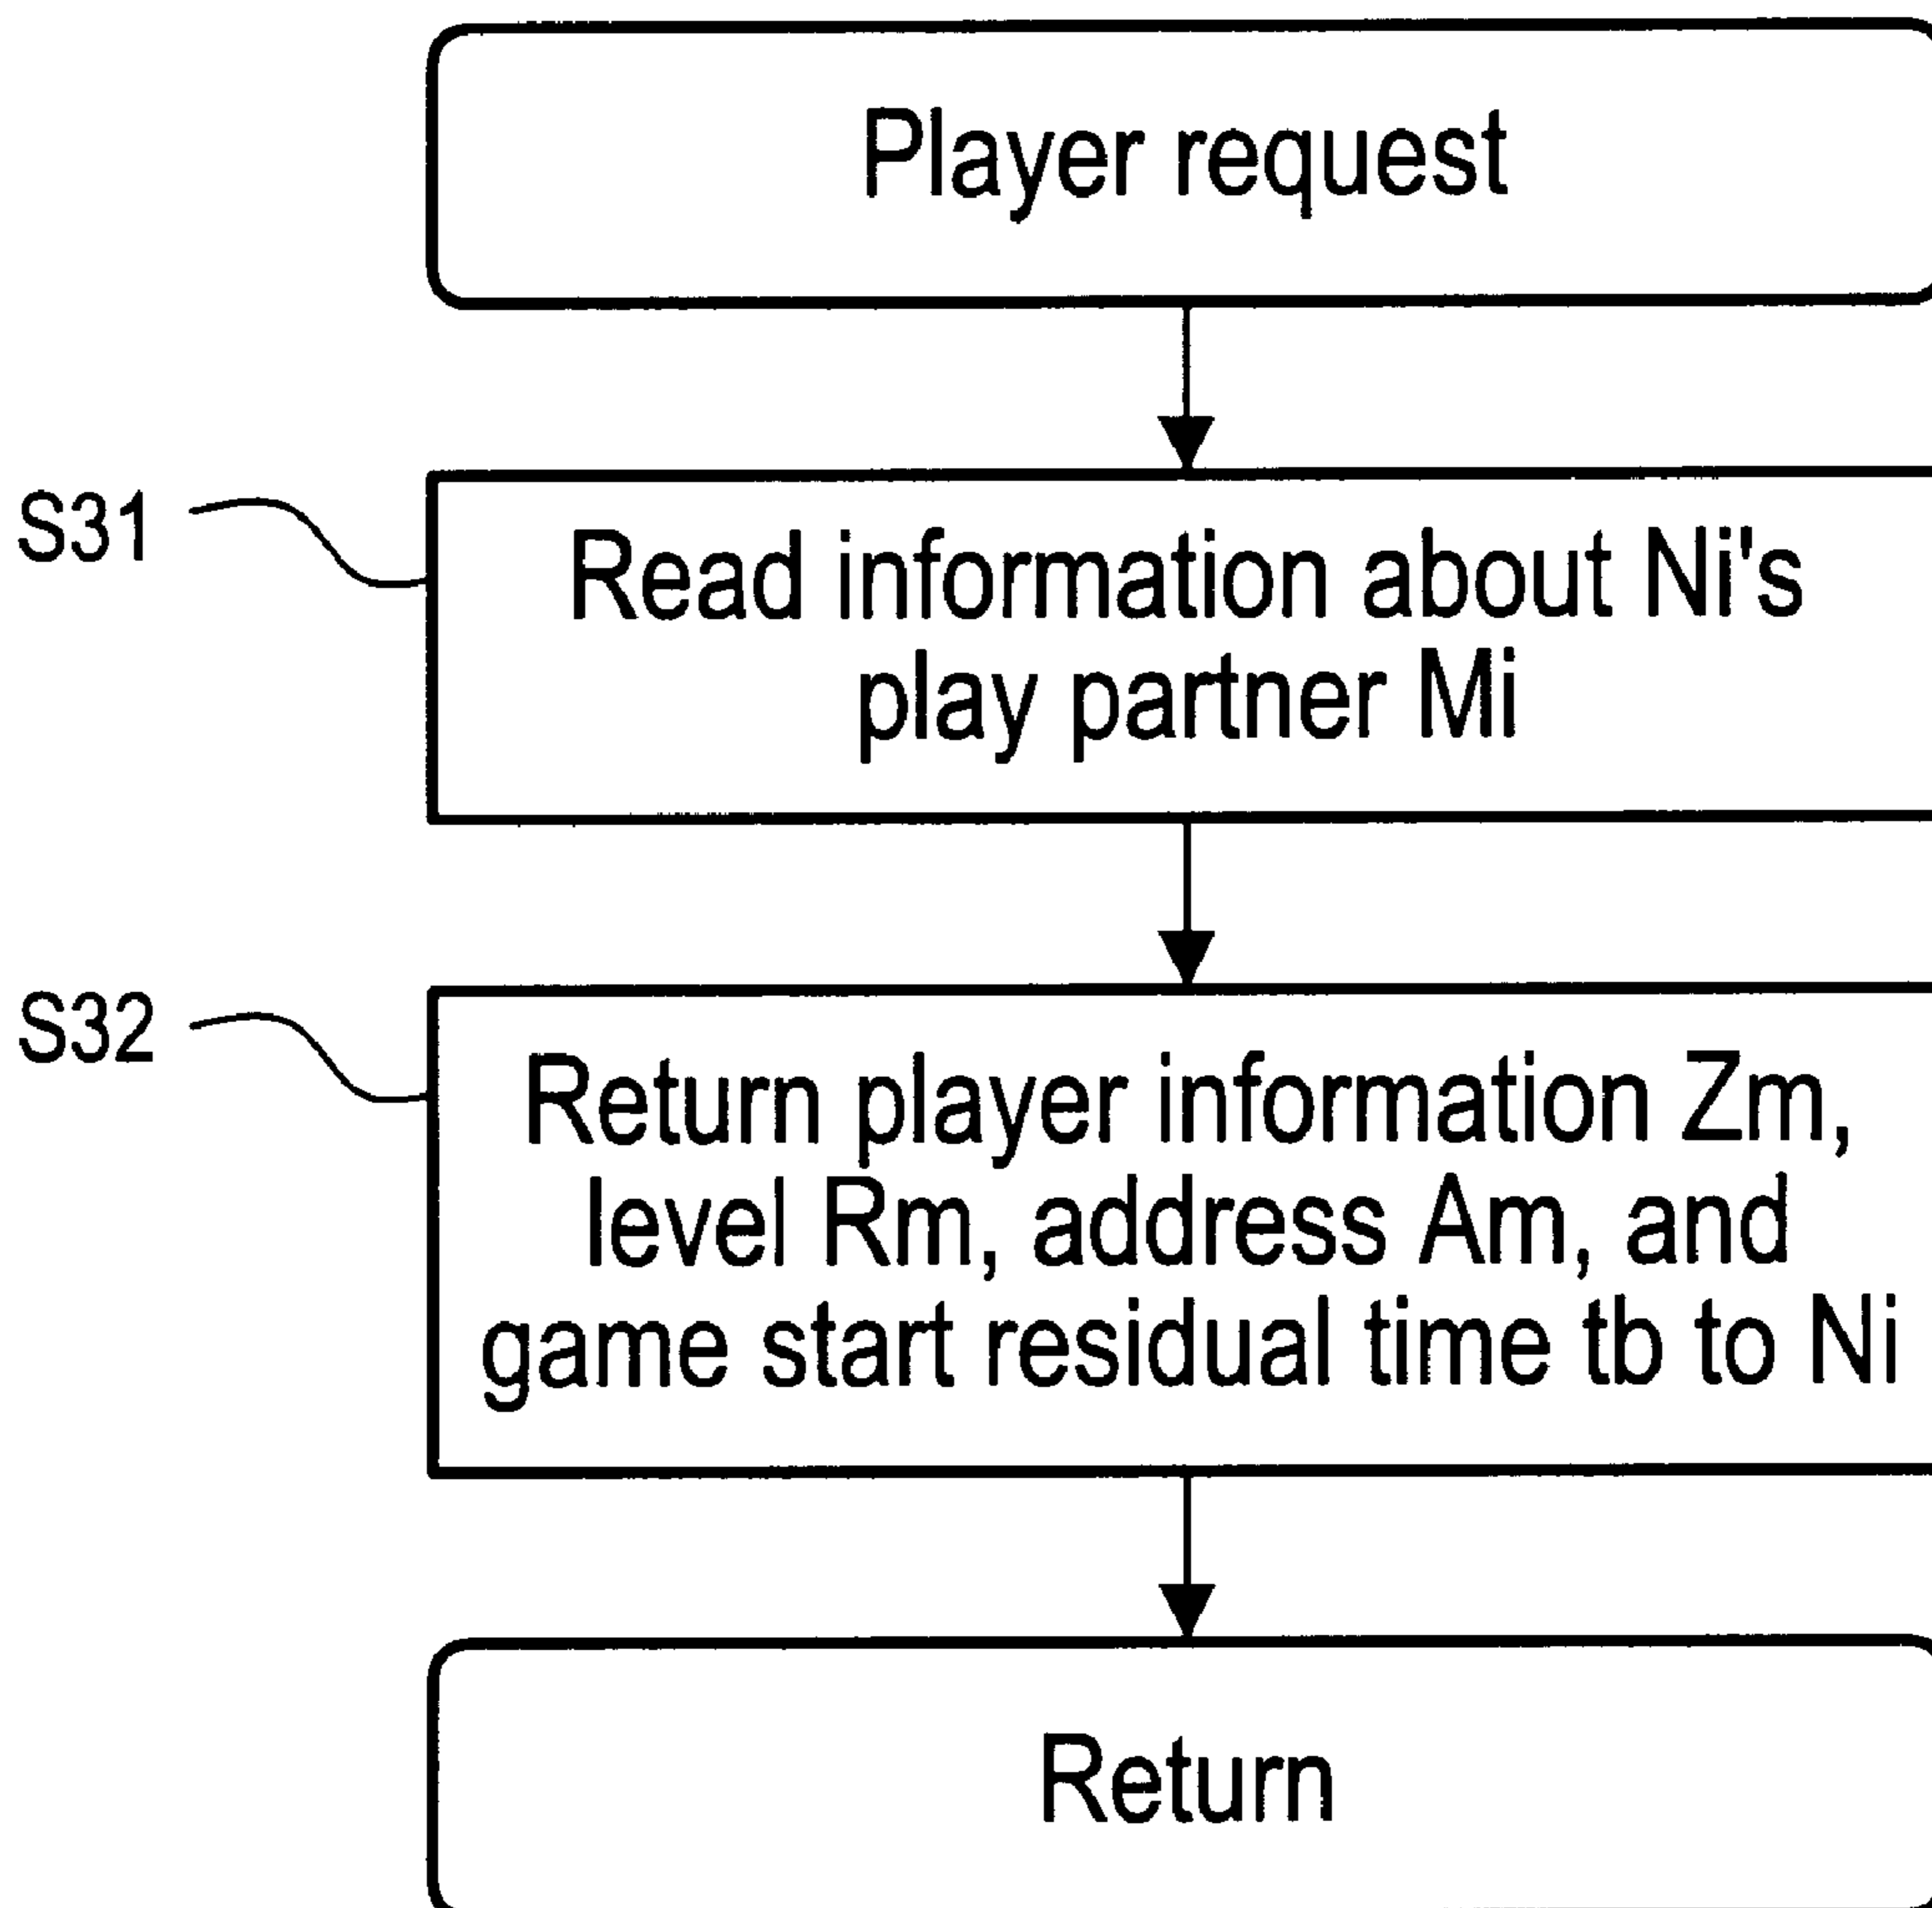 Player request
S31
Read information about Ni's
play partner Mi
S32
Return player information Zm,
level Rm, address Am, and
game start residual time tb to Ni
Return